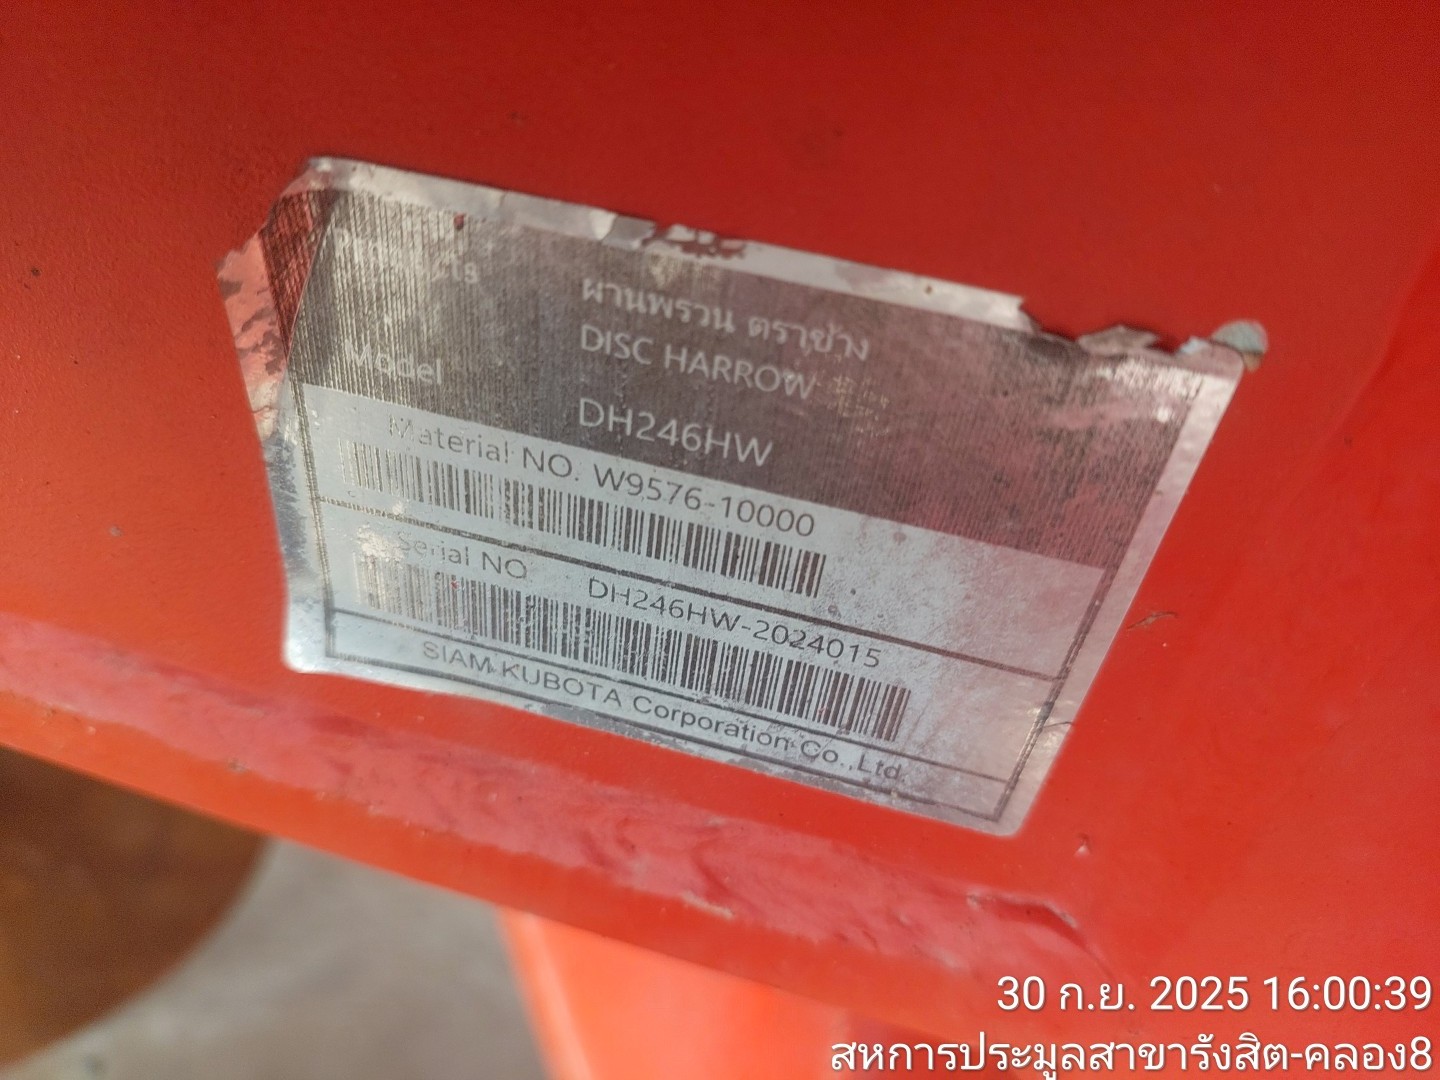 Products
ผานพรวน ตราช้าง
DISC HARROW
Model
DH246HW
Material NO. W9576-10000
Serial NO
DH246HW-2024015
SIAM KUBOTA Corporation Co.,Ltd.
30 ก.ย. 2025 16:00:39
สหการประมูลสาขารังสิต-คลอง8